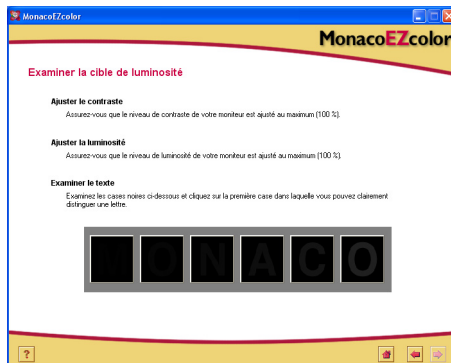 MonacoEZcolor
MonacoEZcolor
Examiner la cible de luminosité
Ajuster le contraste
Assurez-vous que le niveau de contraste de votre moniteur est ajusté au maximum (100 %).
Ajuster la luminosité
Assurez-vous que le niveau de luminosité de votre moniteur est ajusté au maximum (100 %).
Examiner le texte
Examinez les cases noires ci-dessous et cliquez sur la première case dans laquelle vous pouvez clairement
distinguer une lettre.
M O N A C O
?